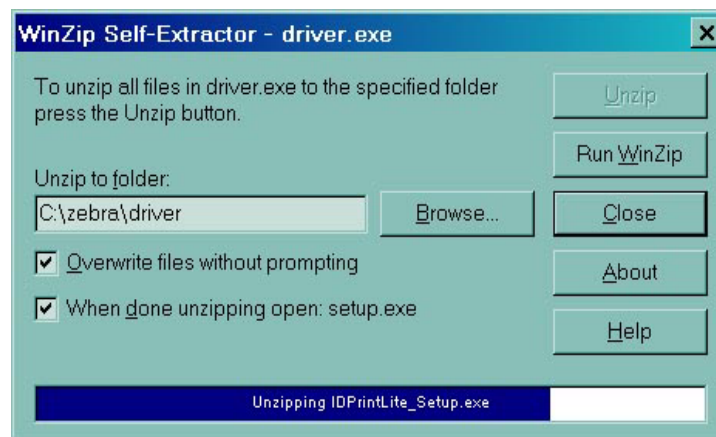 WinZip Self-Extractor - driver.exe
To unzip all files in driver.exe to the specified folder
press the Unzip button.
Unzip
Run WinZip
Unzip to folder:
C:\zebra\driver
Browse...
Close
Overwrite files without prompting
About
When done unzipping open: setup.exe
Help
Unzipping IDPrintLite_Setup.exe